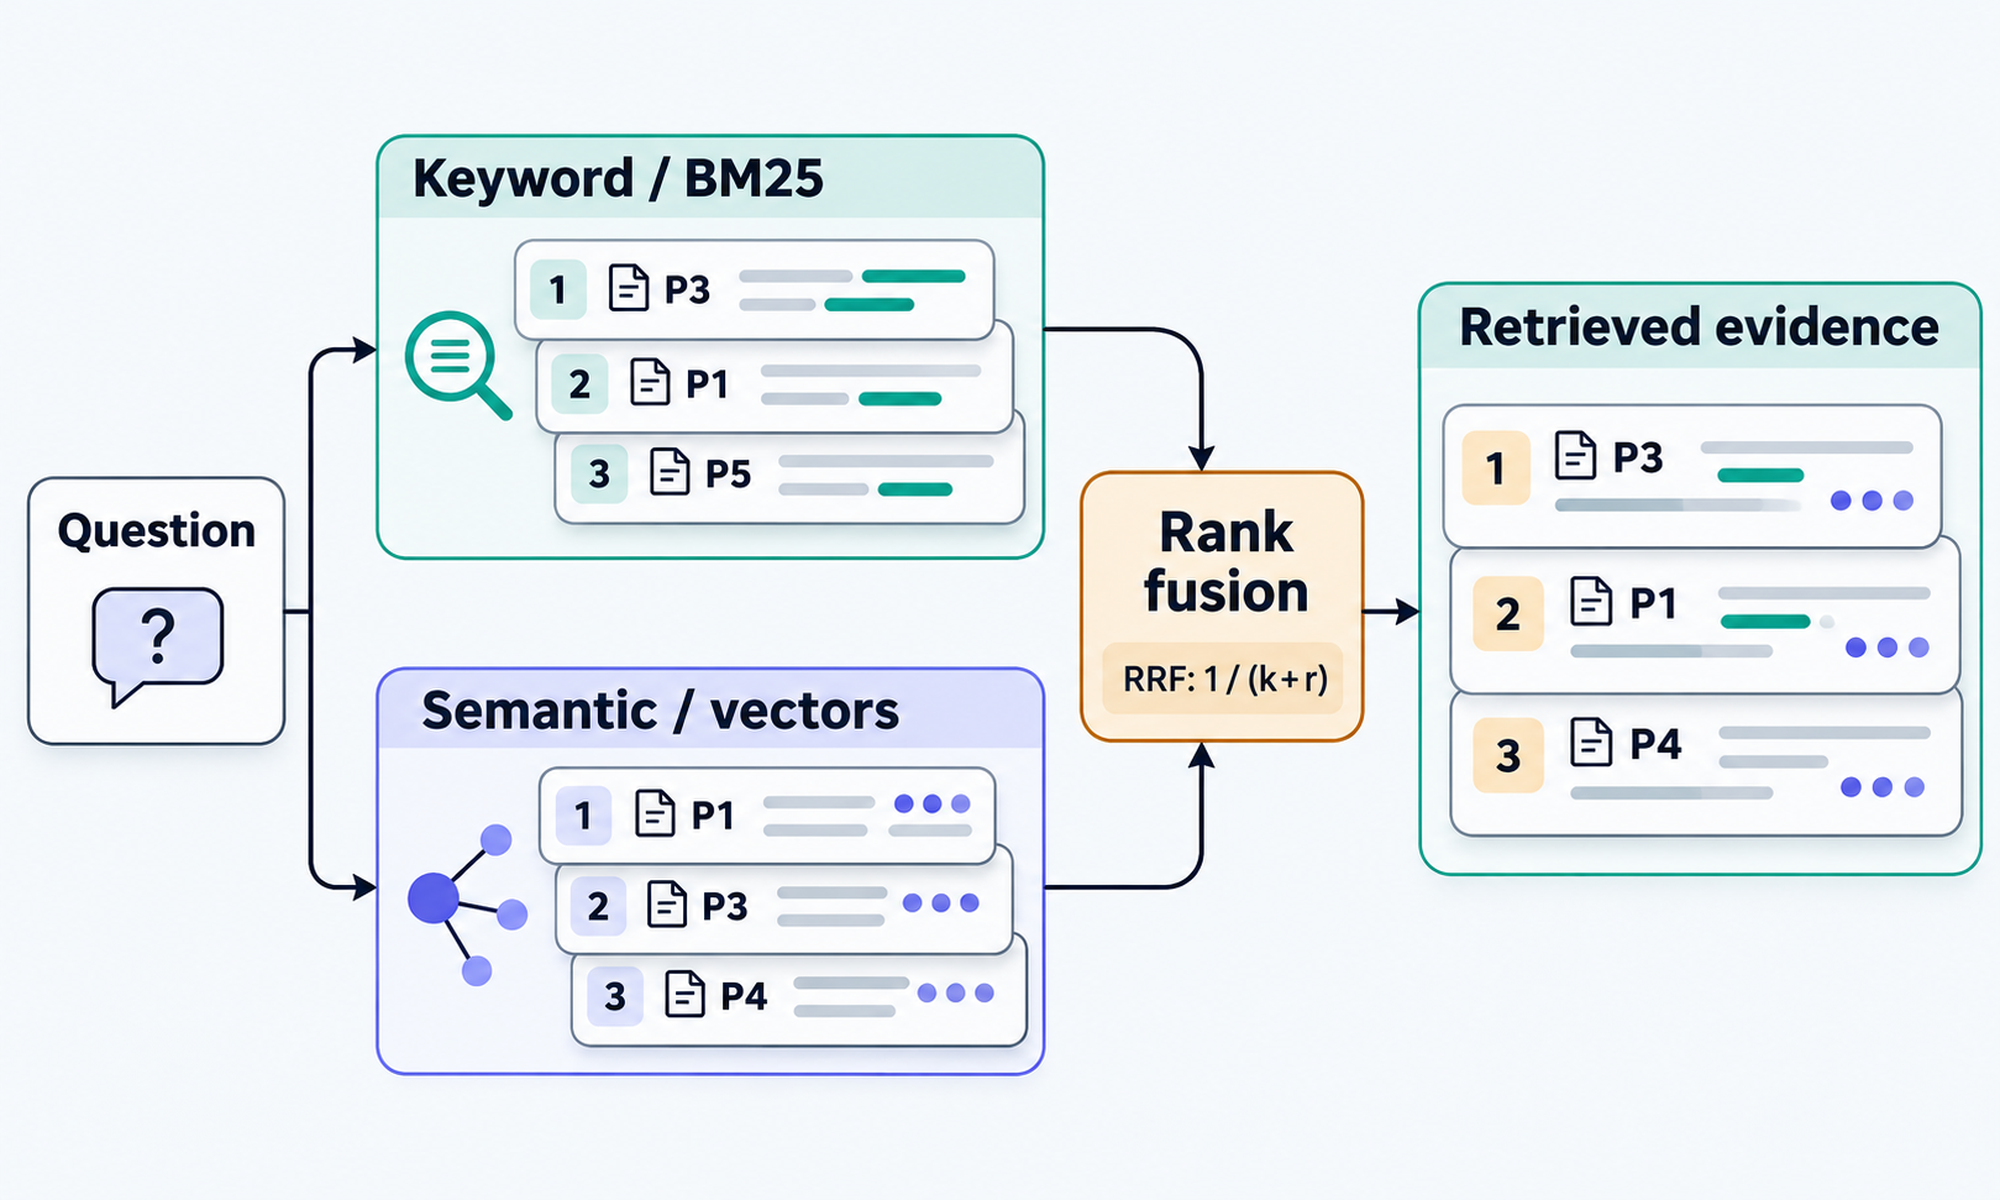 Question
?
Keyword / BM25
1 P3
2 P1
3 P5
Semantic / vectors
1 P1
2 P3
3 P4
Rank
fusion
RRF: 1 / (k+r)
Retrieved evidence
1 P3
2 P1
3 P4